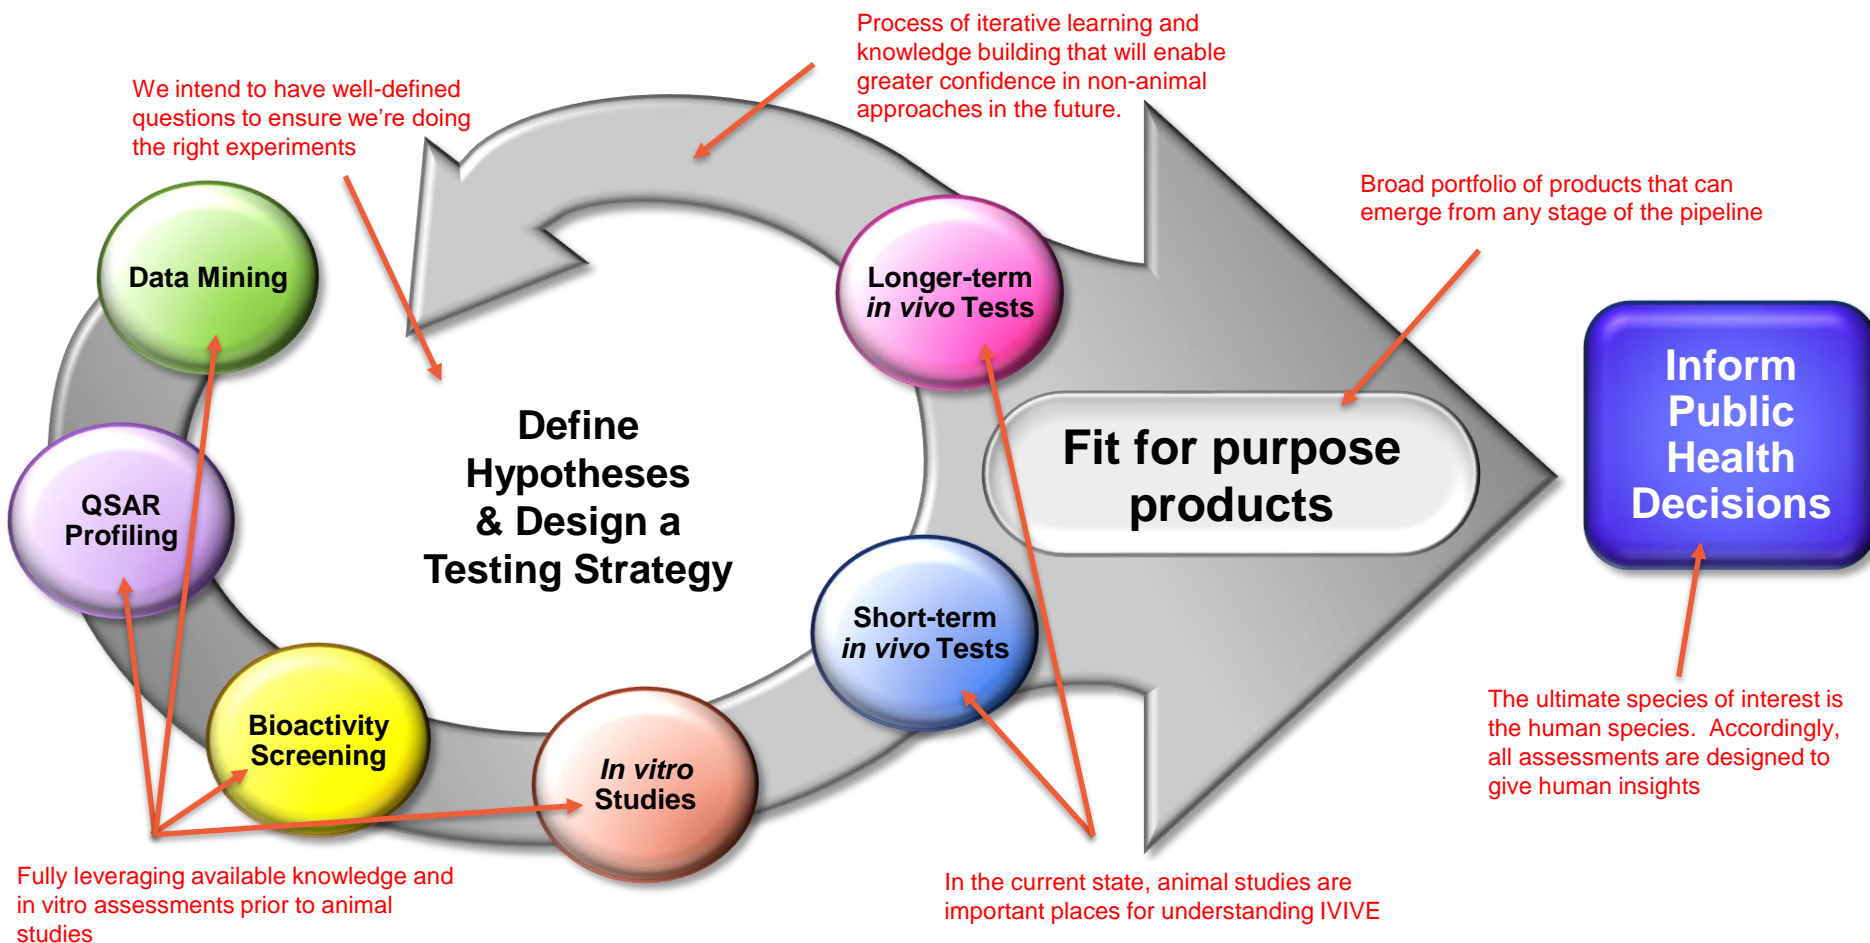 Process of iterative learning and
knowledge building that will enable
greater confidence in non-animal
approaches in the future.
We intend to have well-defined
questions to ensure we’re doing
the right experiments
Broad portfolio of products that can
emerge from any stage of the pipeline
Data Mining
Longer-term
in vivo Tests
Define
Hypotheses
& Design a
Testing Strategy
Fit for purpose
products
Inform
Public
Health
Decisions
QSAR
Profiling
Short-term
in vivo Tests
Bioactivity
Screening
In vitro
Studies
The ultimate species of interest is
the human species.  Accordingly,
all assessments are designed to
give human insights
Fully leveraging available knowledge and
in vitro assessments prior to animal
studies
In the current state, animal studies are
important places for understanding IVIVE